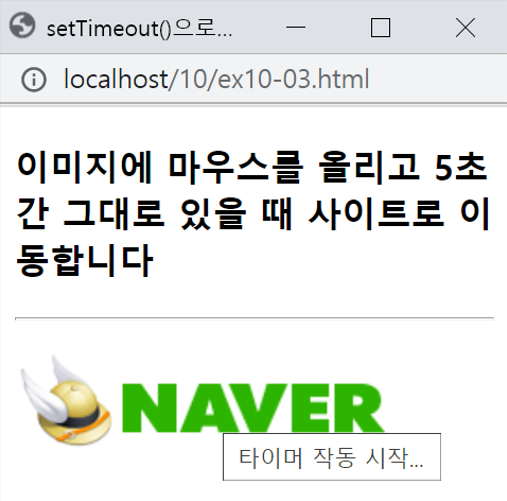 setTimeout()으로...
localhost/10/ex10-03.html
이미지에 마우스를 올리고 5초
간 그대로 있을 때 사이트로 이
동합니다
NAVER
타이머 작동 시작...